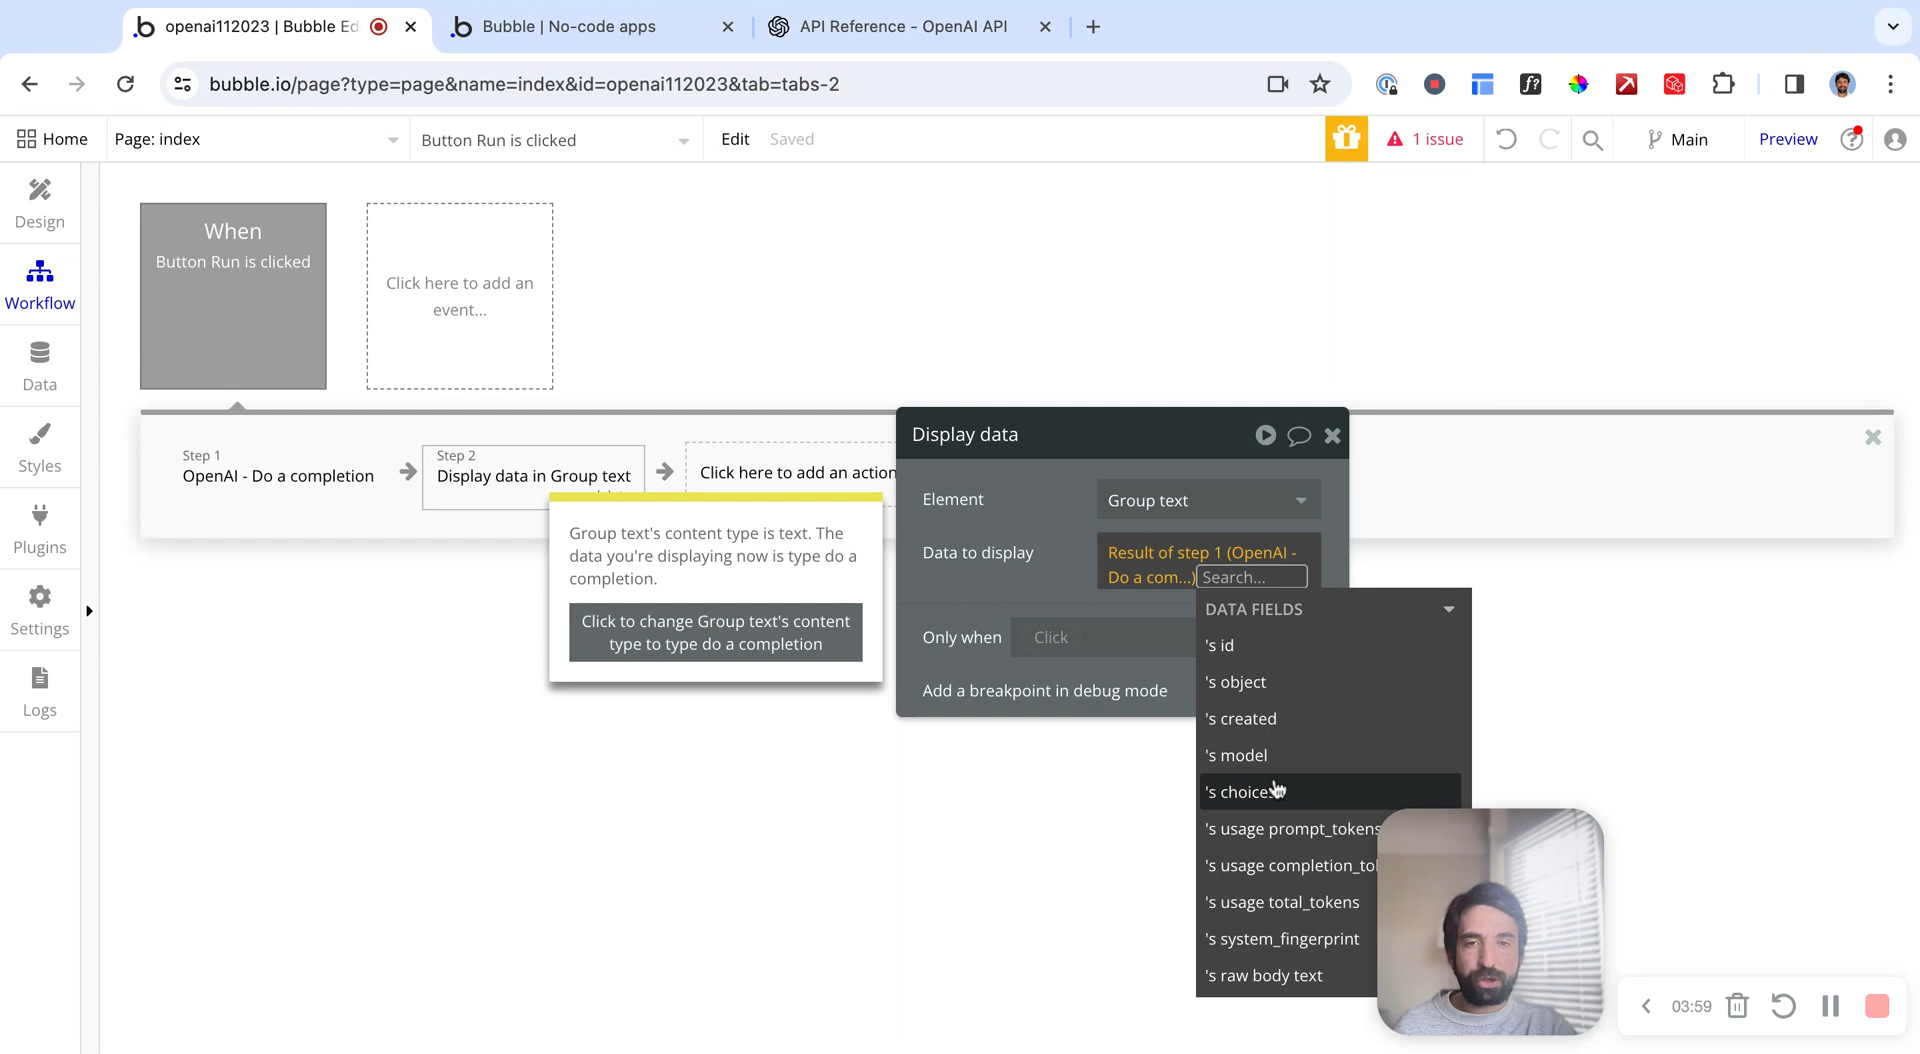 openai112023 | Bubble Ed
Bubble | No-code apps
API Reference - OpenAI API
bubble.io/page?type=page&name=index&id=openai112023&tab=tabs-2
Home
Page: index
Button Run is clicked
Edit
Saved
1 issue
Main
Preview
Design
Workflow
Data
Styles
Plugins
Settings
Logs
When
Button Run is clicked
Click here to add an
event...
Step 1
OpenAI - Do a completion
Step 2
Display data in Group text
Click here to add an action
Group text's content type is text. The
data you're displaying now is type do a
completion.
Click to change Group text's content
type to type do a completion
Display data
Element
Group text
Data to display
Result of step 1 (OpenAI -
Do a com...)
Search...
Only when
Click
Add a breakpoint in debug mode
DATA FIELDS
's id
's object
's created
's model
's choices
's usage prompt_tokens
's usage completion_to
's usage total_tokens
's system_fingerprint
's raw body text
03:59